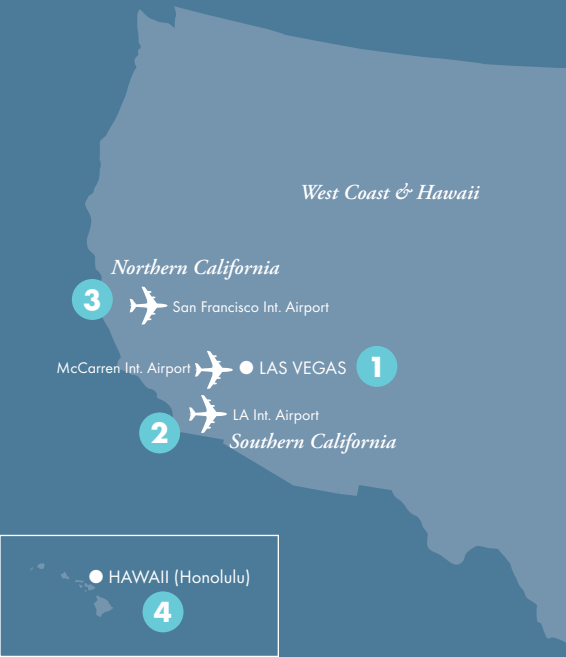 West Coast & Hawaii
Northern California
3
San Francisco Int. Airport
McCarren Int. Airport
LAS VEGAS
1
LA Int. Airport
2
Southern California
HAWAII (Honolulu)
4